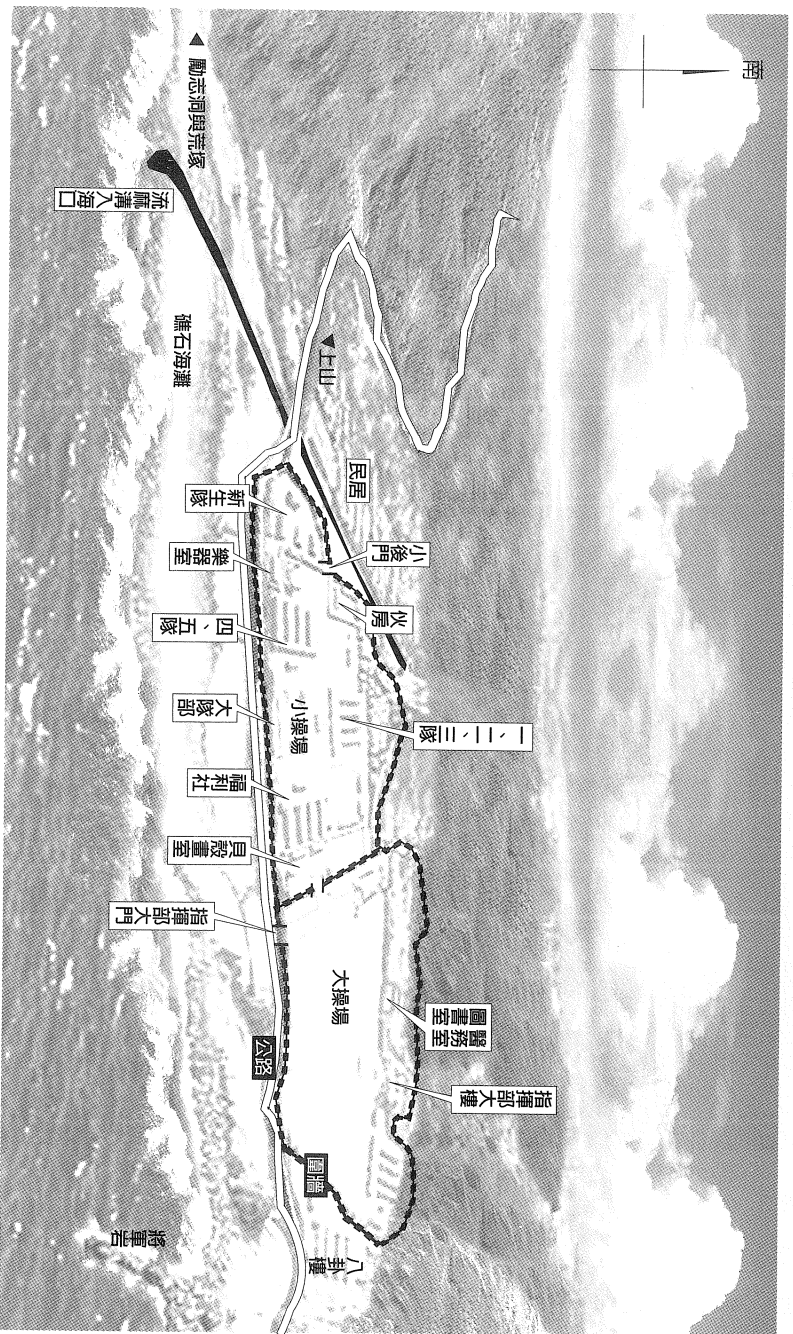 南
指揮部大樓
醫務室
圖書室
一、二、三隊
小後門
伙房
民居
▲上山
小操場
大操場
圍牆
八卦樓
公路
新生隊
樂器室
四、五隊
大隊部
福利社
貝殼畫室
指揮部大門
◀勵志洞與荒塚
礁石海灘
流麻溝入海口
將軍岩